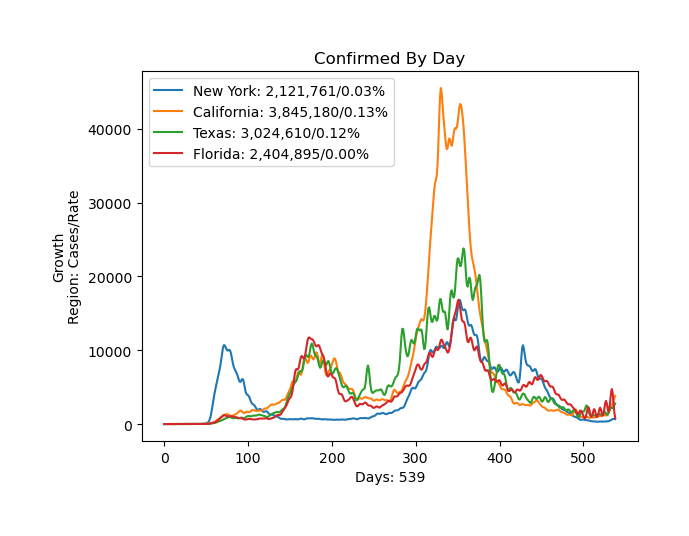 Confirmed By Day
New York: 2,121,761/0.03%
California: 3,845,180/0.13%
Texas: 3,024,610/0.12%
Florida: 2,404,895/0.00%
Growth
Region: Cases/Rate
40000
30000
20000
10000
0
0 100 200 300 400 500
Days: 539